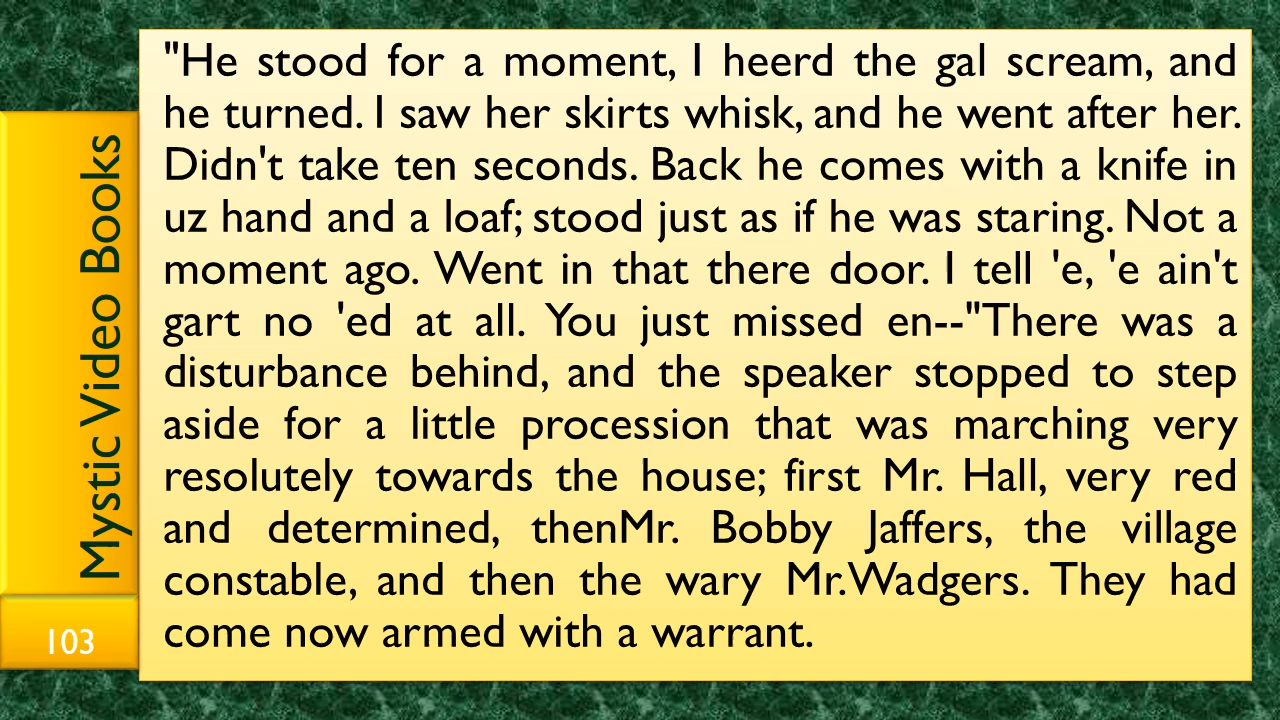 "He stood for a moment, I heerd the gal scream, and
he turned. I saw her skirts whisk, and he went after her.
Didn't take ten seconds. Back he comes with a knife in
uz hand and a loaf; stood just as if he was staring. Not a
moment ago. Went in that there door. I tell 'e, 'e ain't
gart no 'ed at all. You just missed en--"There was a
disturbance behind, and the speaker stopped to step
aside for a little procession that was marching very
resolutely towards the house; first Mr. Hall, very red
and determined, thenMr. Bobby Jaffers, the village
constable, and then the wary Mr.Wadgers. They had
come now armed with a warrant.
Mystic Video Books
103